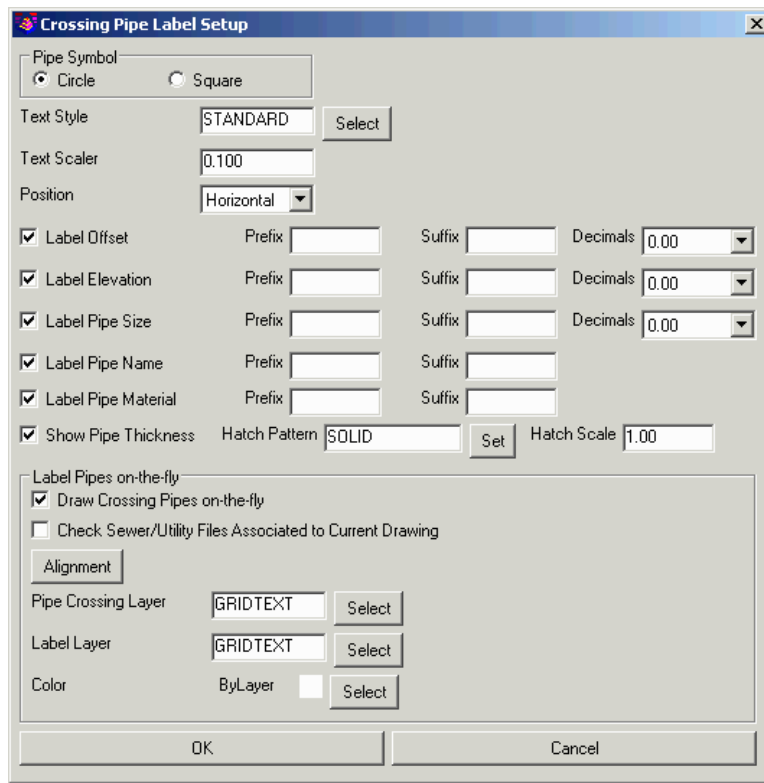 Crossing Pipe Label Setup
Pipe Symbol
Circle Square
Text Style STANDARD Select
Text Scaler 0.100
Position Horizontal
Label Offset Prefix Suffix Decimals 0.00
Label Elevation Prefix Suffix Decimals 0.00
Label Pipe Size Prefix Suffix Decimals 0.00
Label Pipe Name Prefix Suffix
Label Pipe Material Prefix Suffix
Show Pipe Thickness Hatch Pattern SOLID Set Hatch Scale 1.00
Label Pipes on-the-fly
Draw Crossing Pipes on-the-fly
Check Sewer/Utility Files Associated to Current Drawing
Alignment
Pipe Crossing Layer GRIDTEXT Select
Label Layer GRIDTEXT Select
Color ByLayer Select
OK Cancel